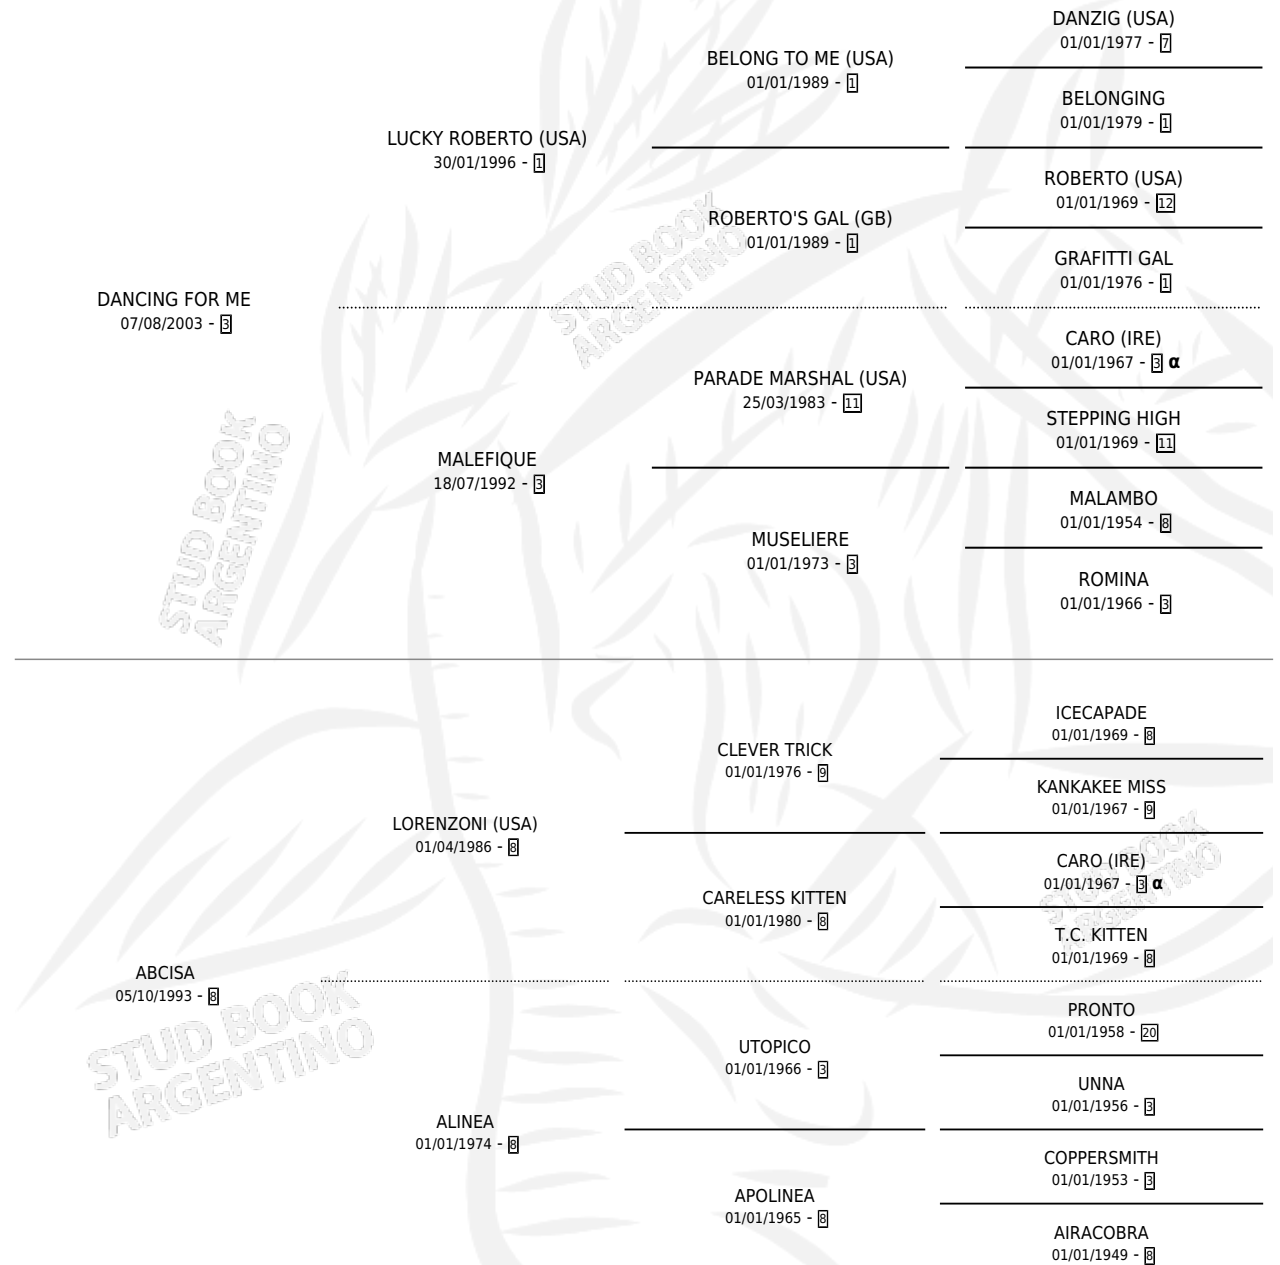 DANZIG (USA)
01/01/1977 - 7
BELONG TO ME (USA)
01/01/1989 - 1
BELONGING
01/01/1979 - 1
LUCKY ROBERTO (USA)
30/01/1996 - 1
ROBERTO (USA)
01/01/1969 - 12
ROBERTO'S GAL (GB)
01/01/1989 - 1
GRAFITTI GAL
01/01/1976 - 1
DANCING FOR ME
07/08/2003 - 3
CARO (IRE)
01/01/1967 - 3 α
PARADE MARSHAL (USA)
25/03/1983 - 11
STEPPING HIGH
01/01/1969 - 11
MALEFIQUE
18/07/1992 - 3
MALAMBO
01/01/1954 - 8
MUSELIERE
01/01/1973 - 3
ROMINA
01/01/1966 - 3
ICECAPADE
01/01/1969 - 8
CLEVER TRICK
01/01/1976 - 9
KANKAKEE MISS
01/01/1967 - 9
LORENZONI (USA)
01/04/1986 - 8
CARO (IRE)
01/01/1967 - 3 α
CARELESS KITTEN
01/01/1980 - 8
T.C. KITTEN
01/01/1969 - 8
ABCISA
05/10/1993 - 8
PRONTO
01/01/1958 - 20
UTOPICO
01/01/1966 - 3
UNNA
01/01/1956 - 3
ALINEA
01/01/1974 - 8
COPPERSMITH
01/01/1953 - 3
APOLINEA
01/01/1965 - 8
AIRACOBRA
01/01/1949 - 8
STUD BOOK
ARGENTINO
STUD BOOK
ARGENTINO
STUD BOOK
ARGENTINO
STUD BOOK
ARGENTINO